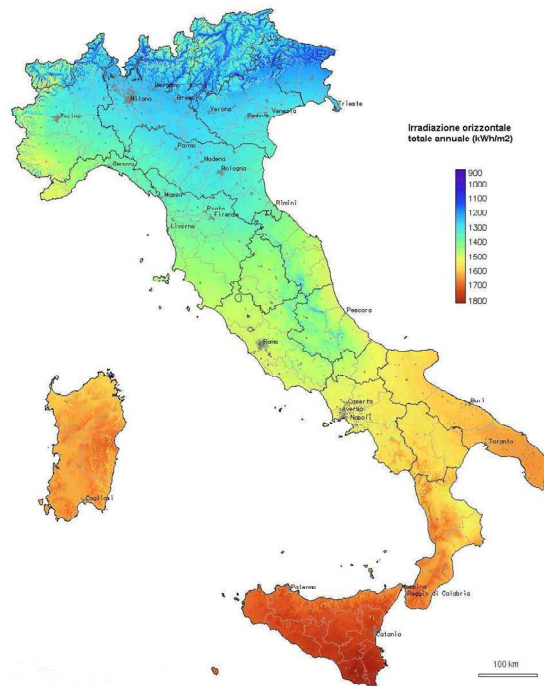 Bergamo
Milano
Brescia
Verona
Venezia
Padova
Trieste
Torino
Irradiazione orizzontale
totale annuale (kWh/m2)
Parma
Genova
Modena
Bologna
900
1000
1100
1200
1300
1400
1500
1600
1700
1800
Massa
Rimini
Prato
Firenze
Livorno
Pescara
Roma
Caserta
Aversa
Napoli
Bari
Taranto
Cagliari
Palermo
Messina
Reggio di Calabria
Catania
100 km